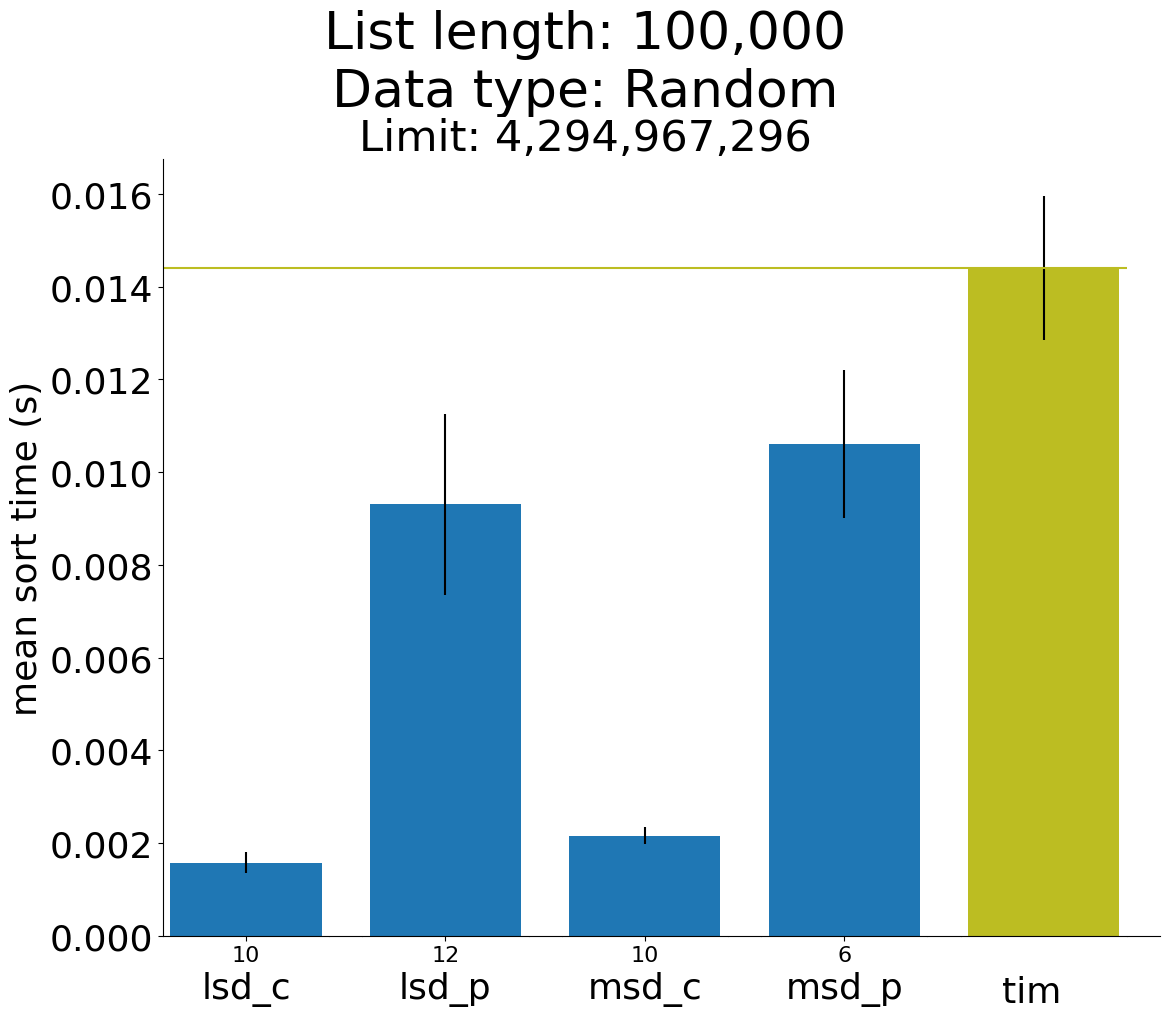 List length: 100,000
Data type: Random
Limit: 4,294,967,296
mean sort time (s)
0.016
0.014
0.012
0.010
0.008
0.006
0.004
0.002
0.000
10 12 10 6
lsd_c lsd_p msd_c msd_p tim